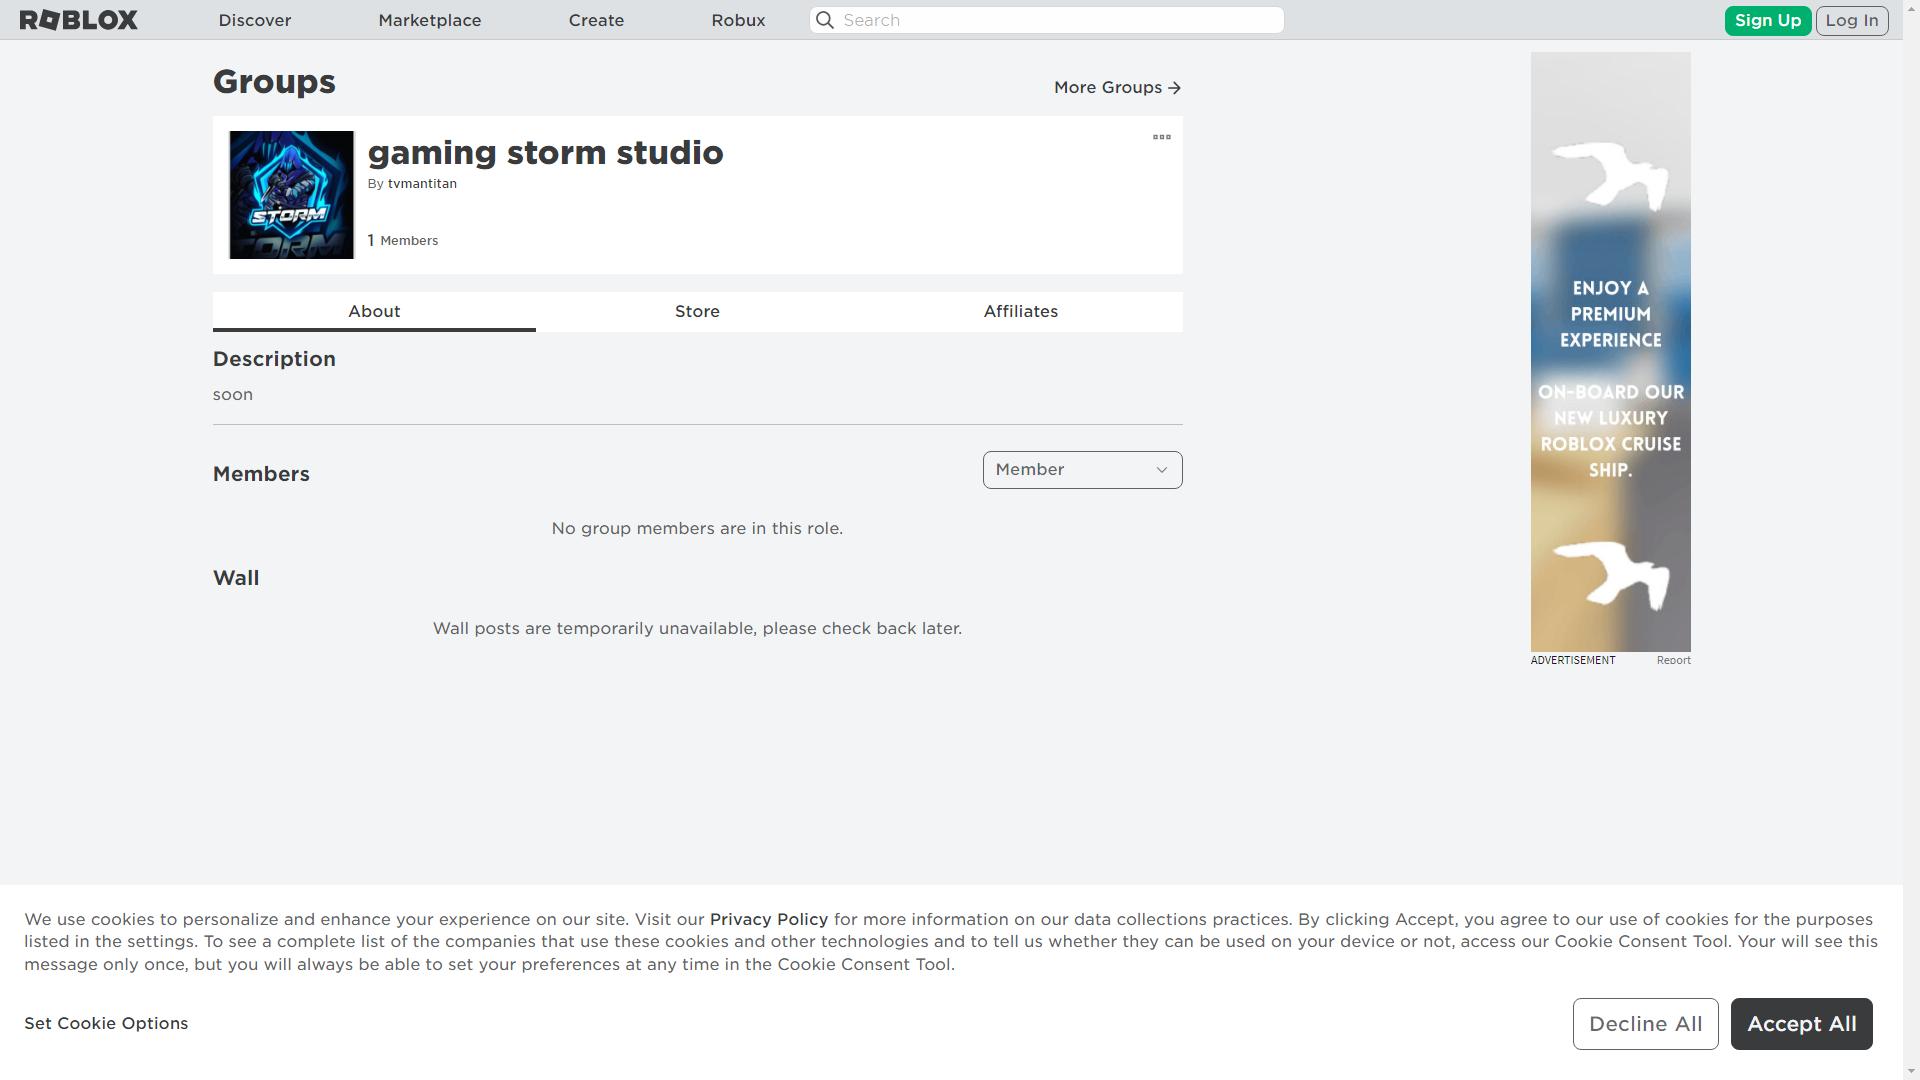 ROBLOX
Discover
Marketplace
Create
Robux
Search
Sign Up
Log In
Groups
More Groups
STORM
TORM
gaming storm studio
By tvmantitan
1 Members
About
Store
Affiliates
Description
soon
Members
Member
No group members are in this role.
Wall
Wall posts are temporarily unavailable, please check back later.
ENJOY A
PREMIUM
EXPERIENCE
ON-BOARD OUR
NEW LUXURY
ROBLOX CRUISE
SHIP.
ADVERTISEMENT
Report
We use cookies to personalize and enhance your experience on our site. Visit our Privacy Policy for more information on our data collections practices. By clicking Accept, you agree to our use of cookies for the purposes
listed in the settings. To see a complete list of the companies that use these cookies and other technologies and to tell us whether they can be used on your device or not, access our Cookie Consent Tool. Your will see this
message only once, but you will always be able to set your preferences at any time in the Cookie Consent Tool.
Set Cookie Options
Decline All
Accept All